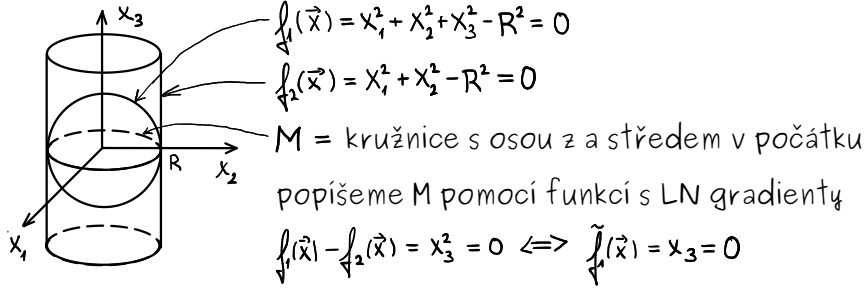 x₃
f₁(x⃗) = x₁² + x₂² + x₃² - R² = 0
f₂(x⃗) = x₁² + x₂² - R² = 0
M = kružnice s osou z a středem v počátku
R
x₂
popíšeme M pomocí funkcí s LN gradienty
x₁
f₁(x⃗) - f₂(x⃗) = x₃² = 0 <=> f̃₁(x⃗) = x₃ = 0